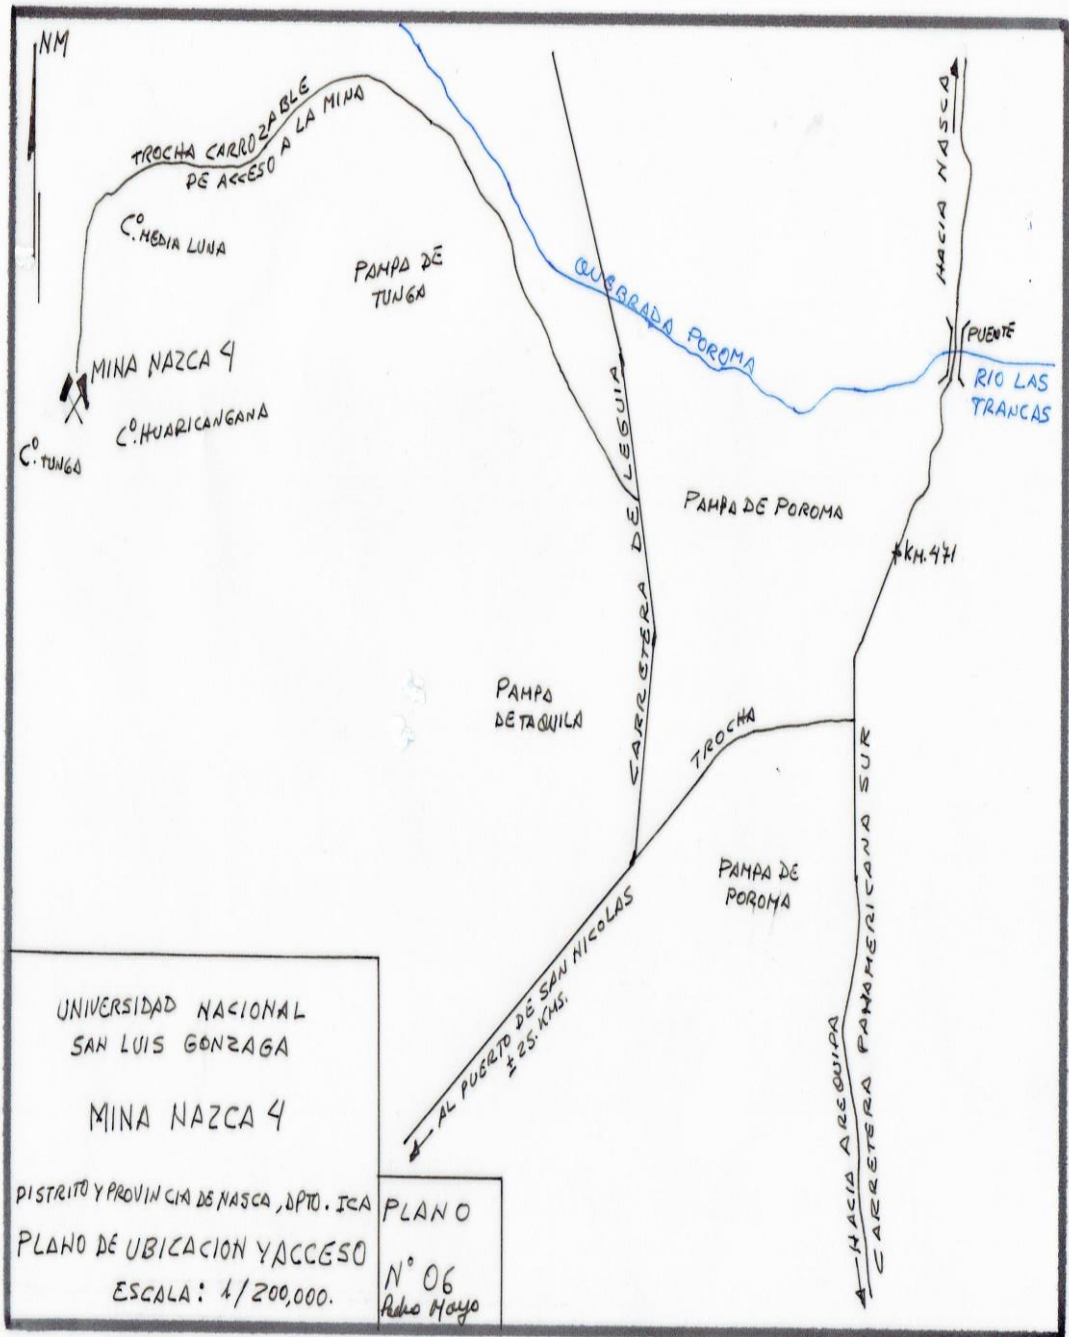 NM
TROCHA CARROZABLE
DE ACCESO A LA MINA
Cº. MEDIA LUNA
PAMPA DE
TUNGA
HACIA NASCA
QUEBRADA POROMA
PUENTE
RIO LAS
TRANCAS
MINA NAZCA 4
Cº. HUARICANGANA
Cº. TUNGA
CARRETERA DE LEGUIA
PAMPA DE POROMA
KM. 471
PAMPA
DE TAQUILA
TROCHA
PAMPA DE
POROMA
AL PUERTO DE SAN NICOLAS
± 25. KMS.
HACIA AREQUIPA
CARRETERA PANAMERICANA SUR
UNIVERSIDAD NACIONAL
SAN LUIS GONZAGA
MINA NAZCA 4
DISTRITO Y PROVINCIA DE NASCA, DPTO. ICA
PLANO DE UBICACION Y ACCESO
ESCALA: 1/200,000.
PLANO
N° 06
Pedro Mayo